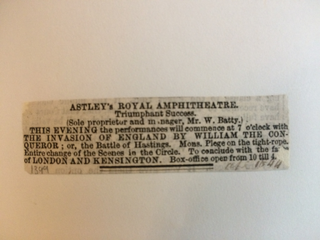 ASTLEY's ROYAL AMPHITHEATRE.
Triumphant Success.
(Sole proprietor and m nager, Mr. W. Batty.)
THIS EVENING the performances will commence at 7 o'clock with
THE INVASION OF ENGLAND BY WILLIAM THE CON-
QUEROR; or, the Battle of Hastings. Mons. Plege on the tight-rope.
Entire change of the Scenes in the Circle. To conclude with the fa
of LONDON AND KENSINGTON. Box-office open from 10 till 4.
1844